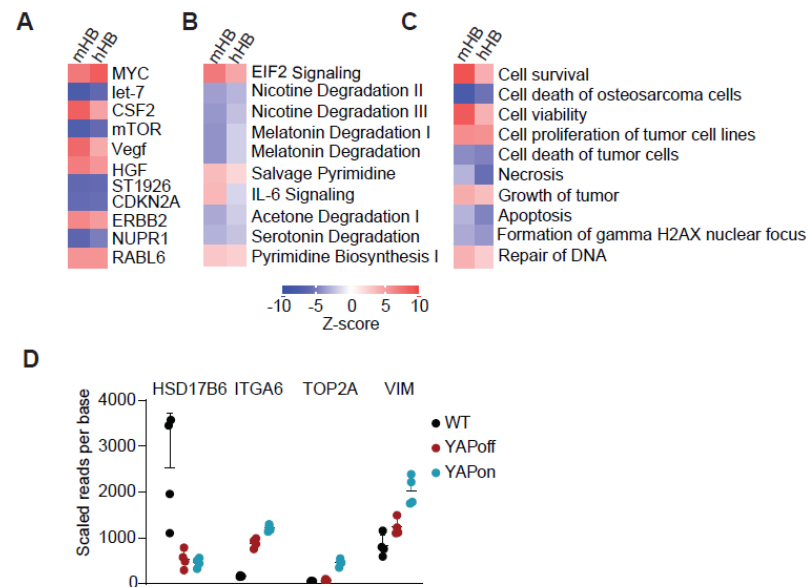 A
mHB
hHB
MYC
let-7
CSF2
mTOR
Vegf
HGF
ST1926
CDKN2A
ERBB2
NUPR1
RABL6
B
mHB
hHB
EIF2 Signaling
Nicotine Degradation II
Nicotine Degradation III
Melatonin Degradation I
Melatonin Degradation
Salvage Pyrimidine
IL-6 Signaling
Acetone Degradation I
Serotonin Degradation
Pyrimidine Biosynthesis I
C
mHB
hHB
Cell survival
Cell death of osteosarcoma cells
Cell viability
Cell proliferation of tumor cell lines
Cell death of tumor cells
Necrosis
Growth of tumor
Apoptosis
Formation of gamma H2AX nuclear focus
Repair of DNA
-10 -5 0 5 10
Z-score
D
HSD17B6 ITGA6 TOP2A VIM
Scaled reads per base
4000
3000
2000
1000
0
WT
YAPoff
YAPon